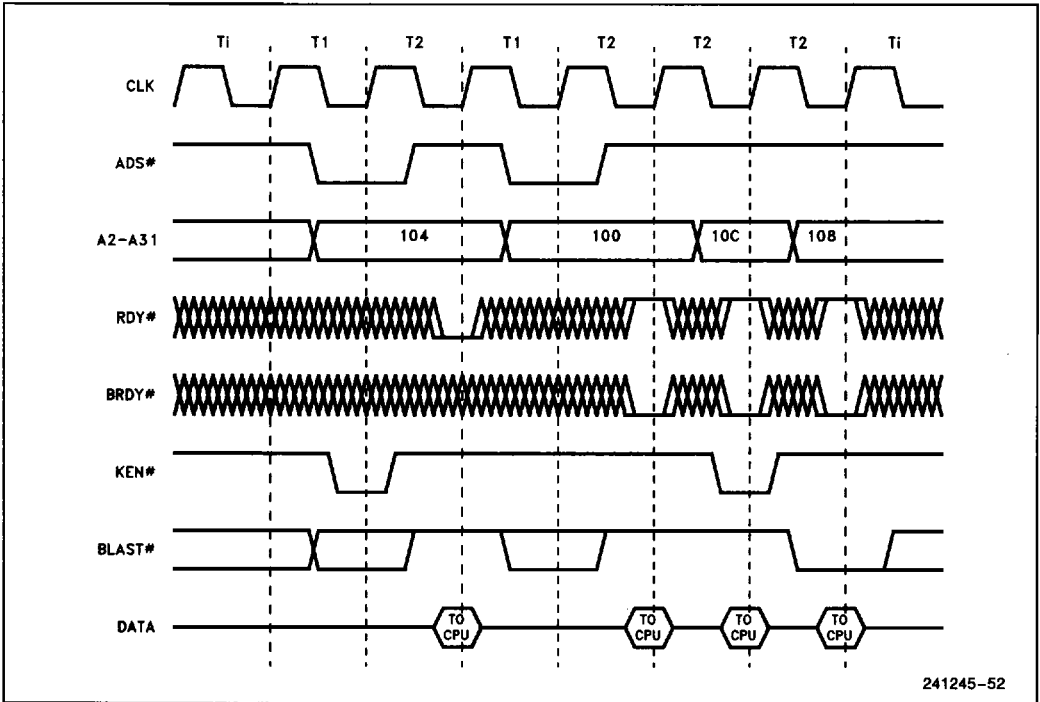 Ti T1 T2 T1 T2 T2 T2 Ti
CLK
ADS#
A2-A31 104 100 10C 108
RDY#
BRDY#
KEN#
BLAST#
DATA TO CPU TO CPU TO CPU TO CPU
241245-52